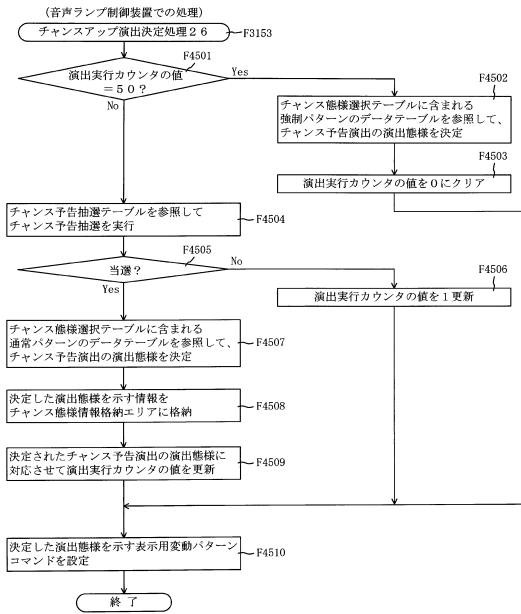 (音声ランプ制御装置での処理)
チャンスアップ演出決定処理26
F3153
F4501
演出実行カウンタの値
=50?
Yes
No
F4502
チャンス態様選択テーブルに含まれる
強制パターンのデータテーブルを参照して、
チャンス予告演出の演出態様を決定
F4503
演出実行カウンタの値を0にクリア
チャンス予告抽選テーブルを参照して
チャンス予告抽選を実行
F4504
F4505
当選?
No
Yes
F4506
演出実行カウンタの値を1更新
チャンス態様選択テーブルに含まれる
通常パターンのデータテーブルを参照して、
チャンス予告演出の演出態様を決定
F4507
決定した演出態様を示す情報を
チャンス態様情報格納エリアに格納
F4508
決定されたチャンス予告演出の演出態様に
対応させて演出実行カウンタの値を更新
F4509
決定した演出態様を示す表示用変動パターン
コマンドを設定
F4510
終了